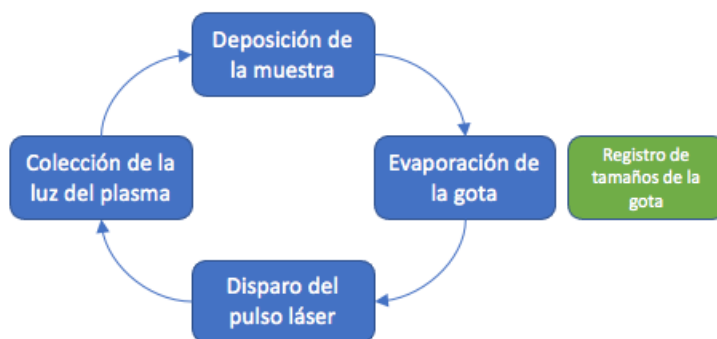 Deposición de
la muestra
Colección de la
luz del plasma
Evaporación de
la gota
Registro de
tamaños de la
gota
Disparo del
pulso láser